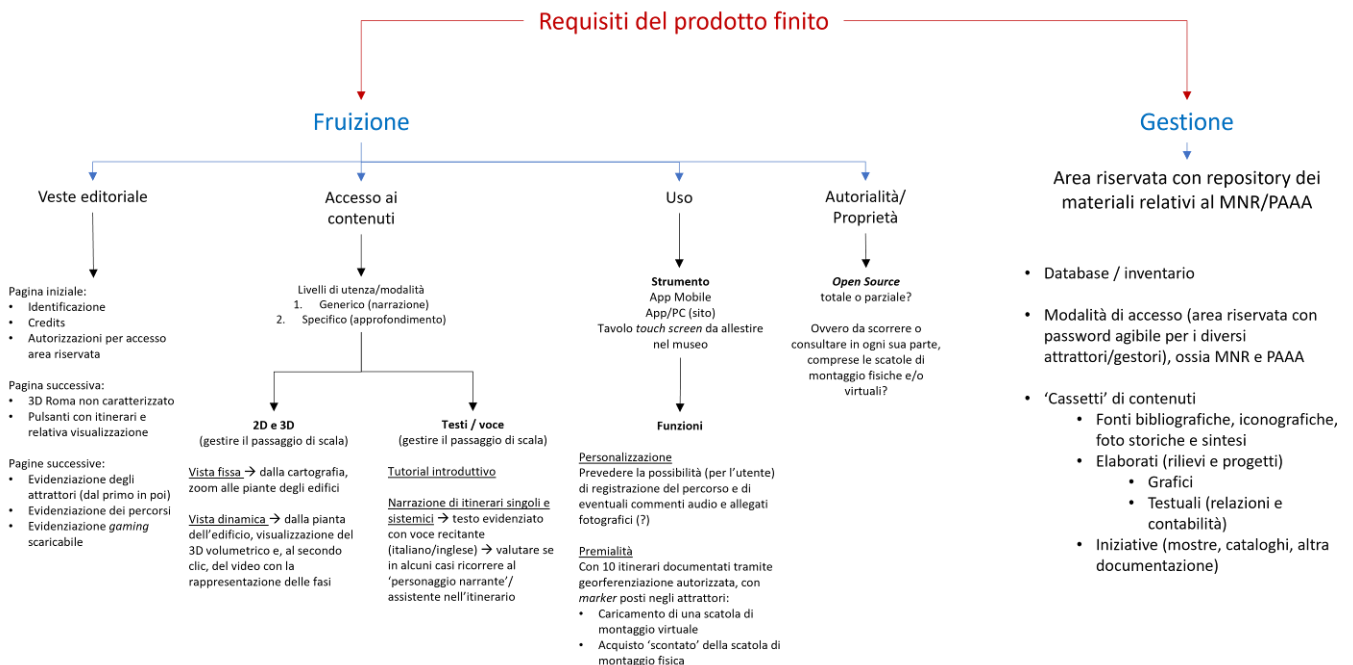 Requisiti del prodotto finito
Fruizione
Gestione
Veste editoriale
Pagina iniziale:
• Identificazione
• Credits
• Autorizzazioni per accesso
area riservata
Pagina successiva:
• 3D Roma non caratterizzato
• Pulsanti con itinerari e
relativa visualizzazione
Pagine successive:
• Evidenziazione degli
attrattori (dal primo in poi)
• Evidenziazione dei percorsi
• Evidenziazione gaming
scaricabile
Accesso ai
contenuti
Livelli di utenza/modalità
1. Generico (narrazione)
2. Specifico (approfondimento)
2D e 3D
(gestire il passaggio di scala)
Vista fissa → dalla cartografia,
zoom alle piante degli edifici
Vista dinamica → dalla pianta
dell’edificio, visualizzazione del
3D volumetrico e, al secondo
clic, del video con la
rappresentazione delle fasi
Testi / voce
(gestire il passaggio di scala)
Tutorial introduttivo
Narrazione di itinerari singoli e
sistemici → testo evidenziato
con voce recitante
(italiano/inglese) → valutare se
in alcuni casi ricorrere al
‘personaggio narrante’/
assistente nell’itinerario
Uso
Strumento
App Mobile
App/PC (sito)
Tavolo touch screen da allestire
nel museo
Funzioni
Personalizzazione
Prevedere la possibilità (per l’utente)
di registrazione del percorso e di
eventuali commenti audio e allegati
fotografici (?)
Premialità
Con 10 itinerari documentati tramite
georferenziazione autorizzata, con
marker posti negli attrattori:
• Caricamento di una scatola di
montaggio virtuale
• Acquisto ‘scontato’ della scatola di
montaggio fisica
Autorialità/
Proprietà
Open Source
totale o parziale?
Ovvero da scorrere o
consultare in ogni sua parte,
comprese le scatole di
montaggio fisiche e/o
virtuali?
Area riservata con repository dei
materiali relativi al MNR/PAAA
• Database / inventario
• Modalità di accesso (area riservata con
password agibile per i diversi
attrattori/gestori), ossia MNR e PAAA
• ‘Cassetti’ di contenuti
• Fonti bibliografiche, iconografiche,
foto storiche e sintesi
• Elaborati (rilievi e progetti)
• Grafici
• Testuali (relazioni e
contabilità)
• Iniziative (mostre, cataloghi, altra
documentazione)